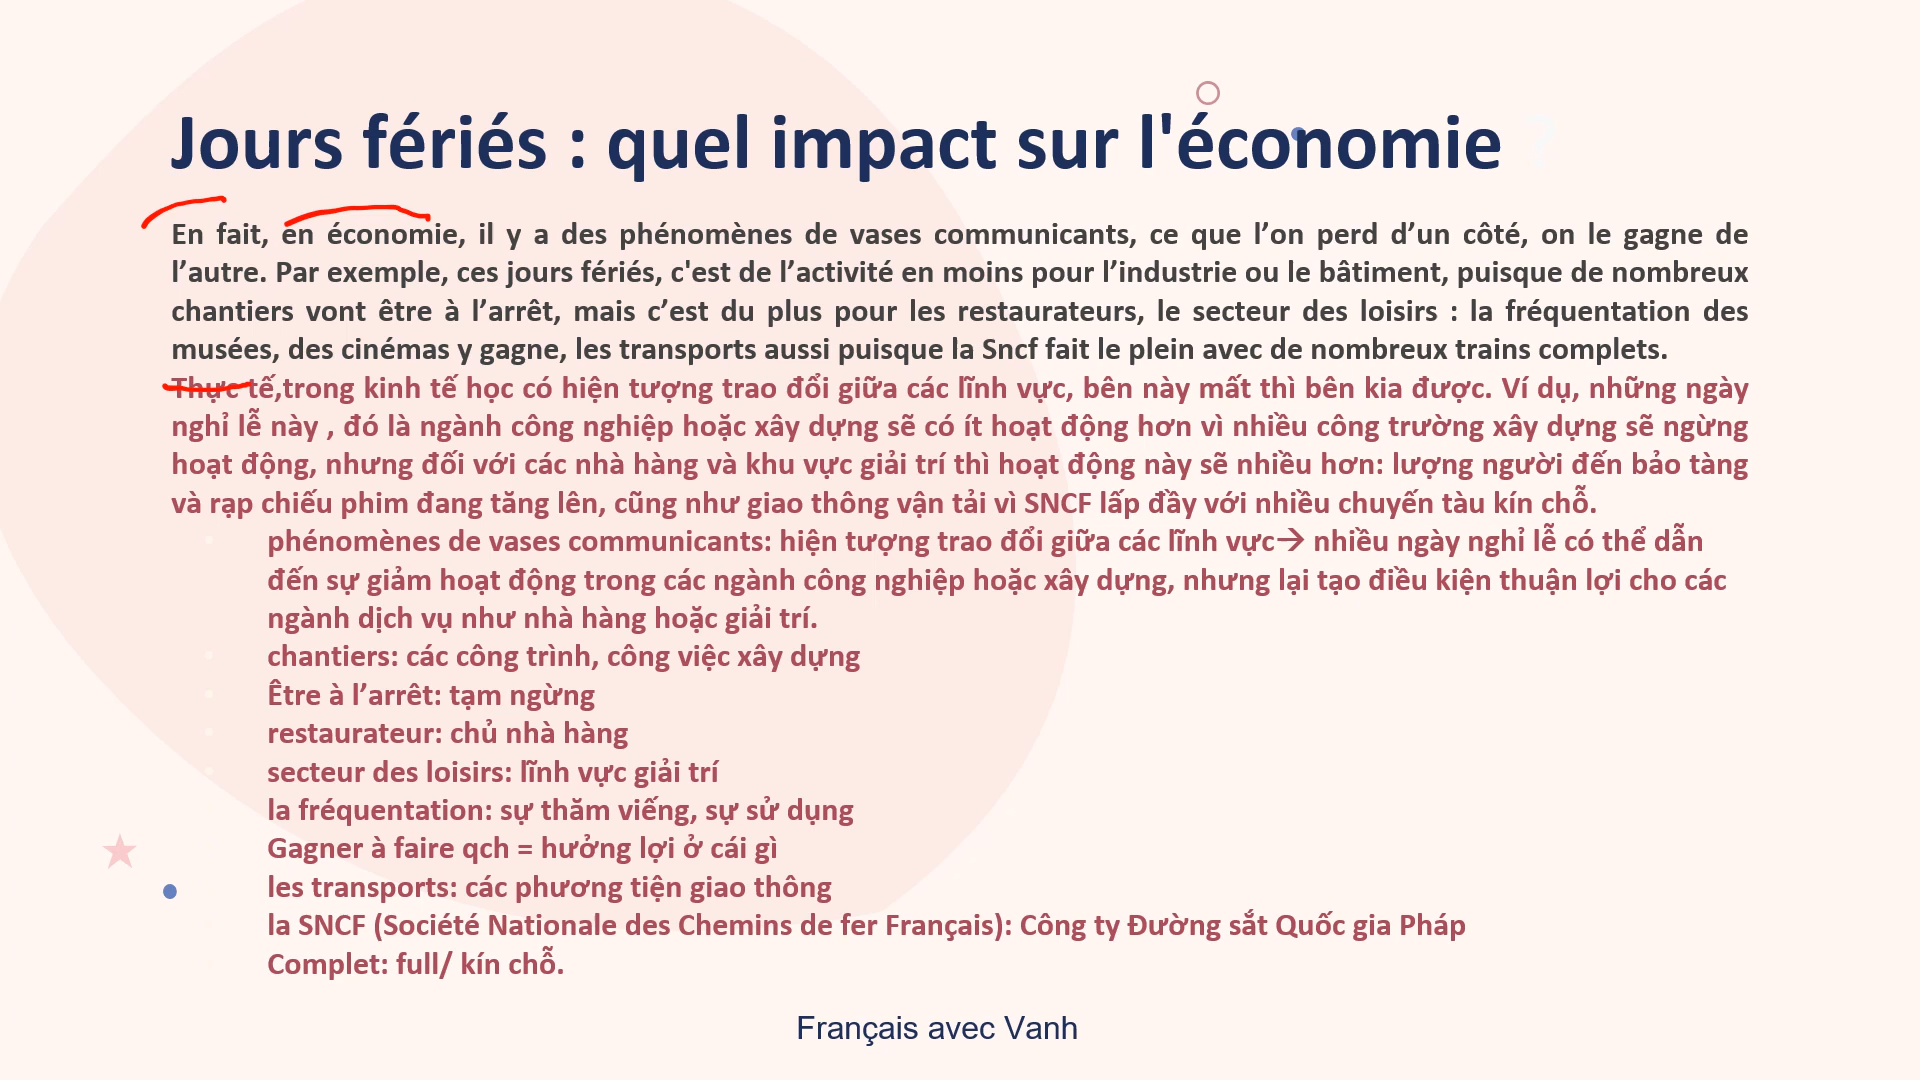 Jours fériés : quel impact sur l'économie ?
En fait, en économie, il y a des phénomènes de vases communicants, ce que l’on perd d’un côté, on le gagne de
l’autre. Par exemple, ces jours fériés, c'est de l’activité en moins pour l’industrie ou le bâtiment, puisque de nombreux
chantiers vont être à l’arrêt, mais c’est du plus pour les restaurateurs, le secteur des loisirs : la fréquentation des
musées, des cinémas y gagne, les transports aussi puisque la Sncf fait le plein avec de nombreux trains complets.
Thực tế,trong kinh tế học có hiện tượng trao đổi giữa các lĩnh vực, bên này mất thì bên kia được. Ví dụ, những ngày
nghỉ lễ này , đó là ngành công nghiệp hoặc xây dựng sẽ có ít hoạt động hơn vì nhiều công trường xây dựng sẽ ngừng
hoạt động, nhưng đối với các nhà hàng và khu vực giải trí thì hoạt động này sẽ nhiều hơn: lượng người đến bảo tàng
và rạp chiếu phim đang tăng lên, cũng như giao thông vận tải vì SNCF lấp đầy với nhiều chuyến tàu kín chỗ.
phénomènes de vases communicants: hiện tượng trao đổi giữa các lĩnh vực→ nhiều ngày nghỉ lễ có thể dẫn
đến sự giảm hoạt động trong các ngành công nghiệp hoặc xây dựng, nhưng lại tạo điều kiện thuận lợi cho các
ngành dịch vụ như nhà hàng hoặc giải trí.
chantiers: các công trình, công việc xây dựng
Être à l’arrêt: tạm ngừng
restaurateur: chủ nhà hàng
secteur des loisirs: lĩnh vực giải trí
la fréquentation: sự thăm viếng, sự sử dụng
Gagner à faire qch = hưởng lợi ở cái gì
les transports: các phương tiện giao thông
la SNCF (Société Nationale des Chemins de fer Français): Công ty Đường sắt Quốc gia Pháp
Complet: full/ kín chỗ.
Français avec Vanh